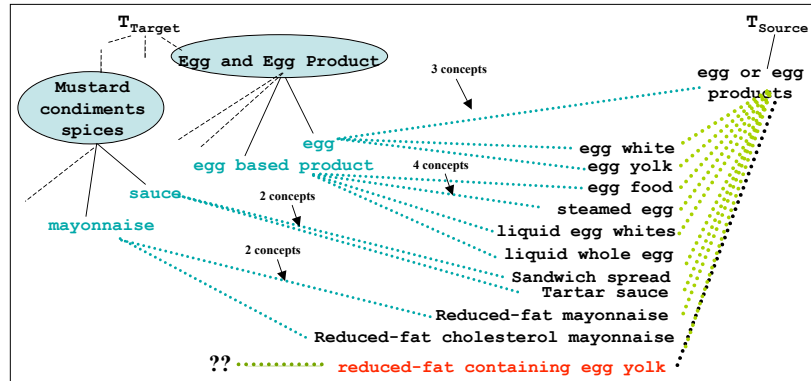 T_Target
T_Source
Egg and Egg Product
3 concepts
egg or egg
products
Mustard
condiments
spices
egg
egg white
egg based product
4 concepts
egg yolk
egg food
sauce
2 concepts
steamed egg
mayonnaise
liquid egg whites
liquid whole egg
2 concepts
Sandwich spread
Tartar sauce
Reduced-fat mayonnaise
Reduced-fat cholesterol mayonnaise
?? reduced-fat containing egg yolk